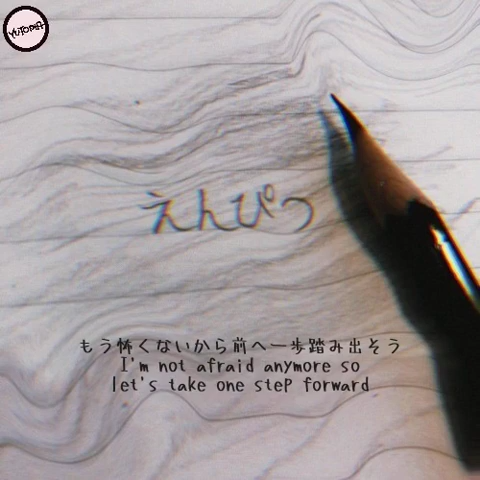 YUTOPIA
えんぴつ
もう怖くないから前へ一歩踏み出そう
I'm not afraid anymore so
let's take one step forward